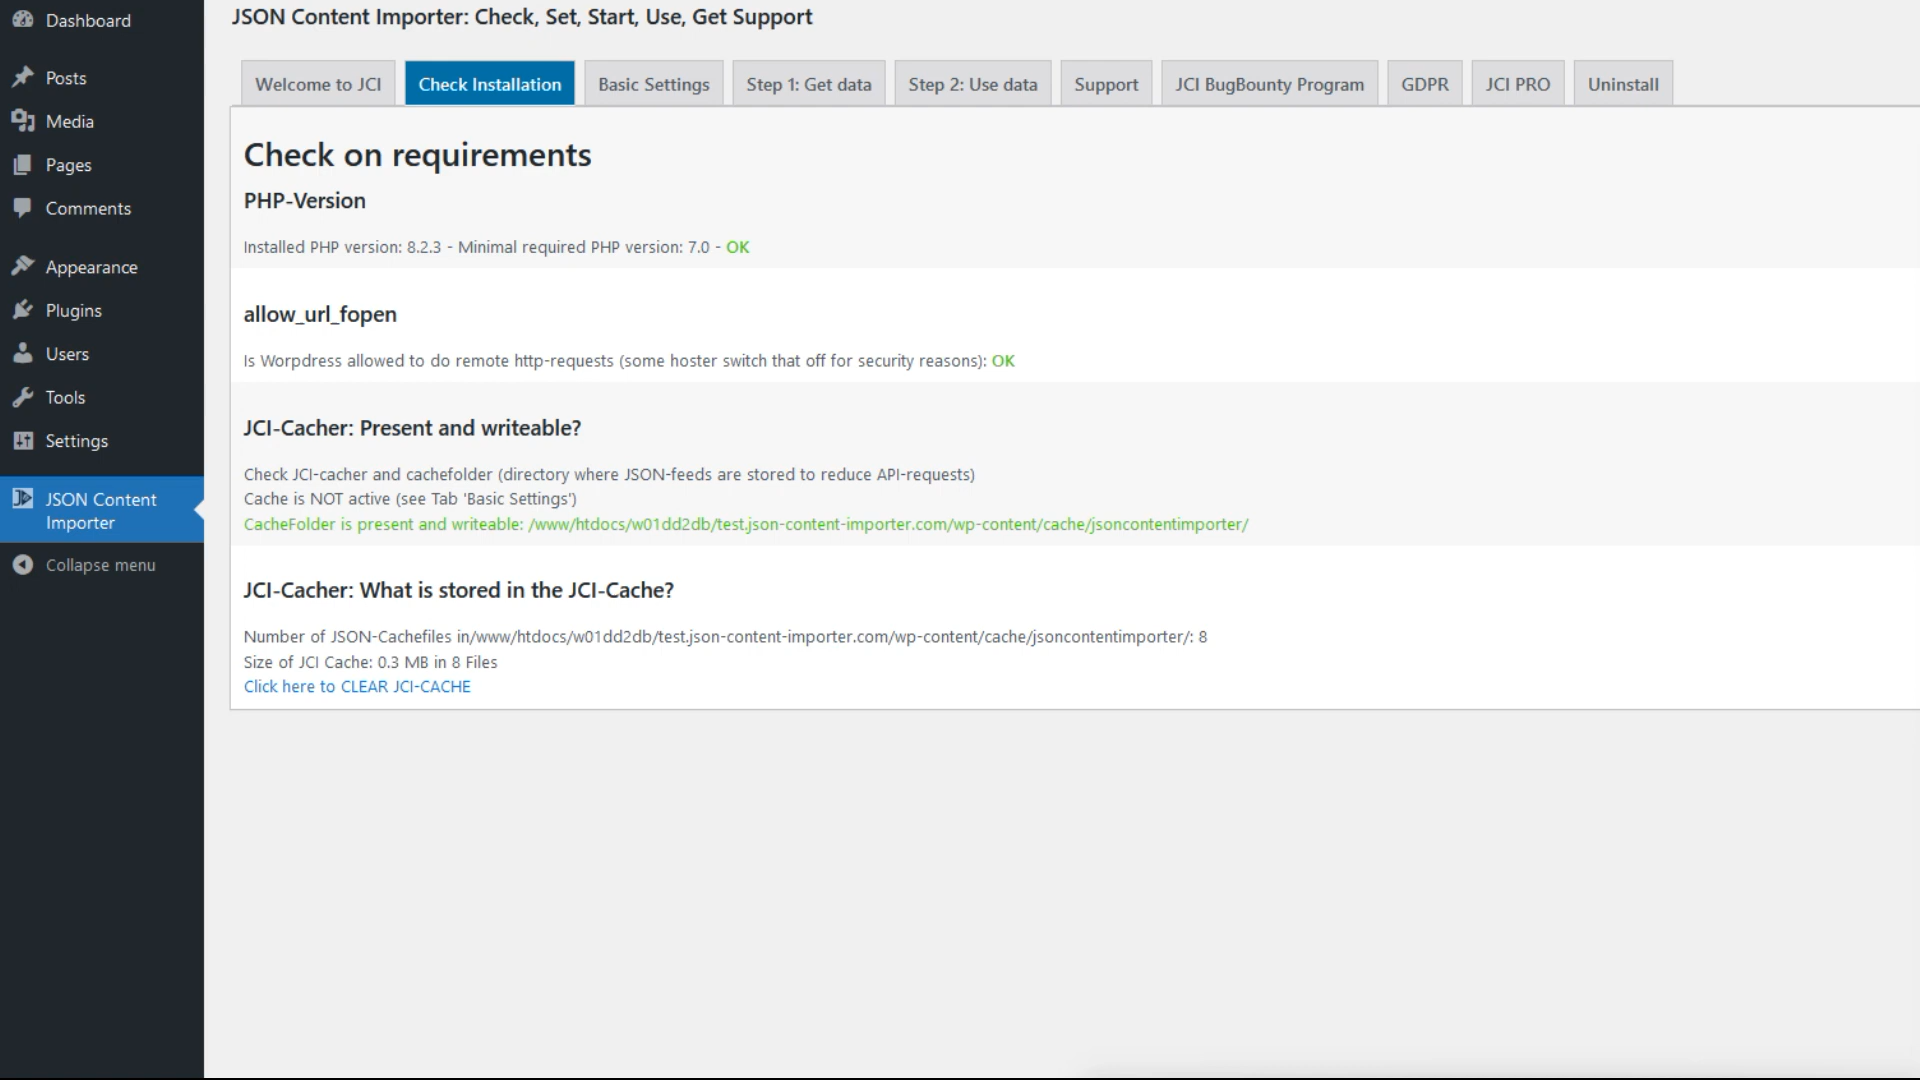 Dashboard
Posts
Media
Pages
Comments
Appearance
Plugins
Users
Tools
Settings
JSON Content
Importer
Collapse menu
JSON Content Importer: Check, Set, Start, Use, Get Support
Welcome to JCI
Check Installation
Basic Settings
Step 1: Get data
Step 2: Use data
Support
JCI BugBounty Program
GDPR
JCI PRO
Uninstall
Check on requirements
PHP-Version
Installed PHP version: 8.2.3 - Minimal required PHP version: 7.0 - OK
allow_url_fopen
Is Worpdress allowed to do remote http-requests (some hoster switch that off for security reasons): OK
JCI-Cacher: Present and writeable?
Check JCI-cacher and cachefolder (directory where JSON-feeds are stored to reduce API-requests)
Cache is NOT active (see Tab 'Basic Settings')
CacheFolder is present and writeable: /www/htdocs/w01dd2db/test.json-content-importer.com/wp-content/cache/jsoncontentimporter/
JCI-Cacher: What is stored in the JCI-Cache?
Number of JSON-Cachefiles in/www/htdocs/w01dd2db/test.json-content-importer.com/wp-content/cache/jsoncontentimporter/: 8
Size of JCI Cache: 0.3 MB in 8 Files
Click here to CLEAR JCI-CACHE